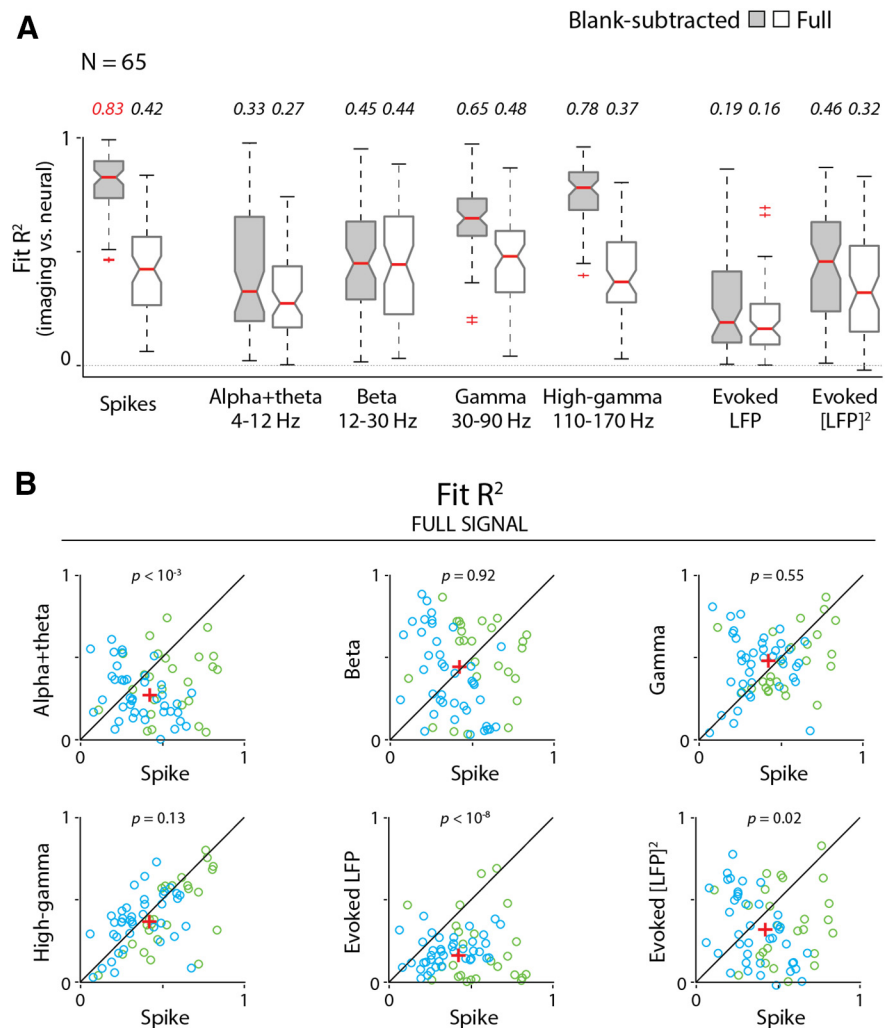 A
Blank-subtracted Full
N = 65
0.83 0.42 0.33 0.27 0.45 0.44 0.65 0.48 0.78 0.37 0.19 0.16 0.46 0.32
1
0
Fit R²
(imaging vs. neural)
Spikes
Alpha+theta
4-12 Hz
Beta
12-30 Hz
Gamma
30-90 Hz
High-gamma
110-170 Hz
Evoked
LFP
Evoked
[LFP]²
B
Fit R²
FULL SIGNAL
p < 10⁻³
1
Alpha+theta
0
0 1
Spike
p = 0.92
1
Beta
0
0 1
Spike
p = 0.55
1
Gamma
0
0 1
Spike
p = 0.13
1
High-gamma
0
0 1
Spike
p < 10⁻⁸
1
Evoked LFP
0
0 1
Spike
p = 0.02
1
Evoked [LFP]²
0
0 1
Spike